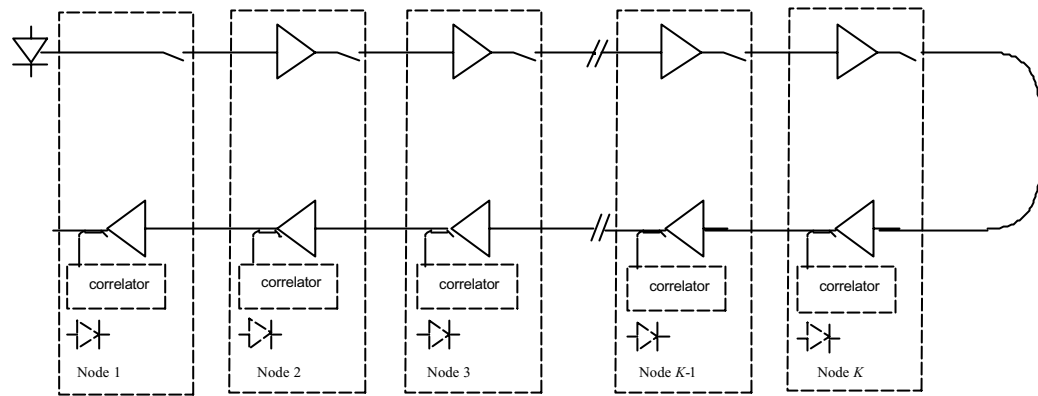 correlator
correlator
correlator
correlator
correlator
Node 1
Node 2
Node 3
Node K-1
Node K